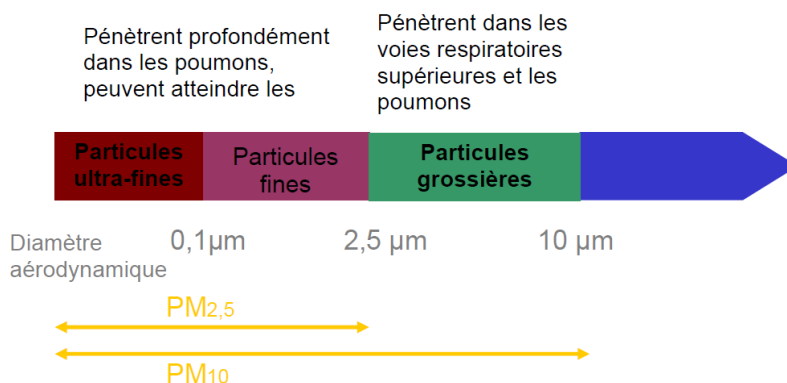 Pénètrent profondément
dans les poumons,
peuvent atteindre les
Pénètrent dans les
voies respiratoires
supérieures et les
poumons
Particules
ultra-fines
Particules
fines
Particules
grossières
Diamètre
aérodynamique
0,1µm
2,5 µm
10 µm
PM2,5
PM10